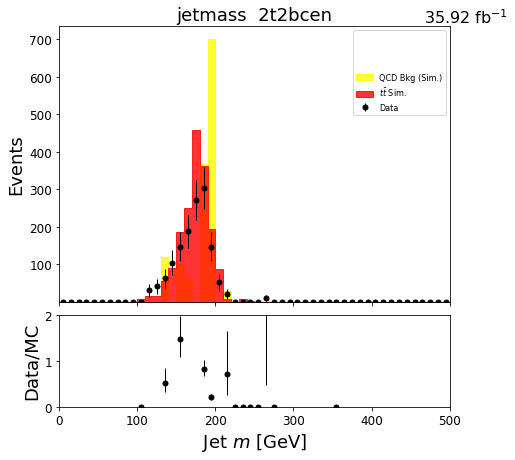 jetmass  2t2bcen
35.92 fb⁻¹
QCD Bkg (Sim.)
tt̄ Sim.
Data
Events
700
600
500
400
300
200
100
Data/MC
2
1
0
0 100 200 300 400 500
Jet m [GeV]